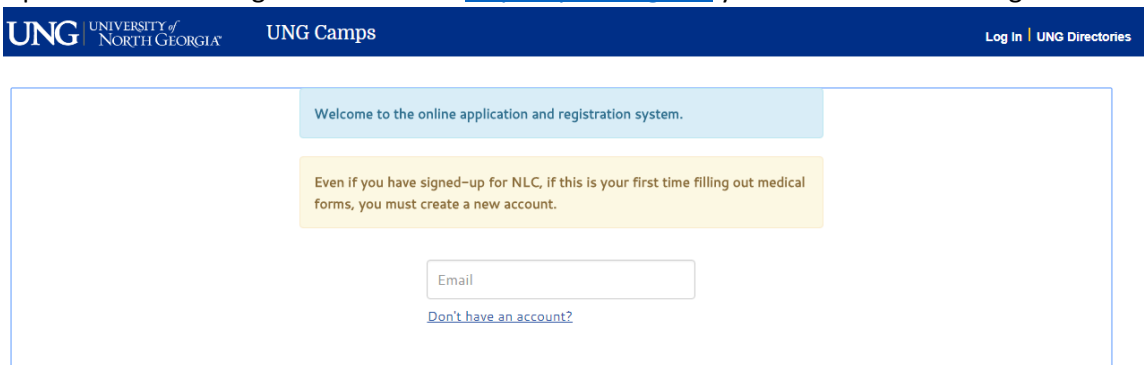 UNG UNIVERSITY of
NORTH GEORGIA™
UNG Camps
Log In | UNG Directories
Welcome to the online application and registration system.
Even if you have signed-up for NLC, if this is your first time filling out medical
forms, you must create a new account.
Email
Don't have an account?